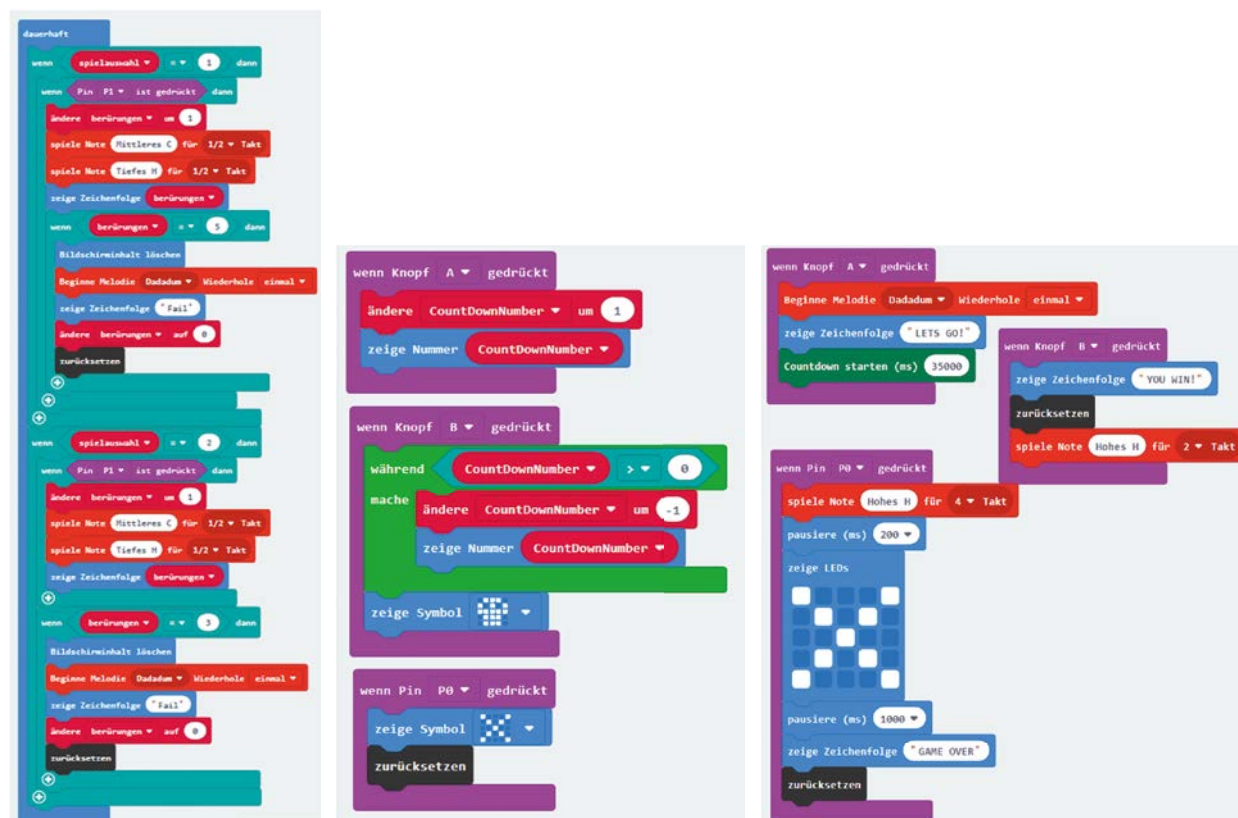 dauerhaft
wenn spielauswahl = 1 dann
wenn Pin P1 ist gedrückt dann
ändere berürungen um 1
spiele Note Mittleres C für 1/2 Takt
spiele Note Tiefes H für 1/2 Takt
zeige Zeichenfolge berürungen
wenn berürungen = 5 dann
Bildschirminhalt löschen
Beginne Melodie Dadadum Wiederhole einmal
zeige Zeichenfolge "Fail"
ändere berürungen auf 0
zurücksetzen
wenn spielauswahl = 2 dann
wenn Pin P1 ist gedrückt dann
ändere berürungen um 1
spiele Note Mittleres C für 1/2 Takt
spiele Note Tiefes H für 1/2 Takt
zeige Zeichenfolge berürungen
wenn berürungen = 3 dann
Bildschirminhalt löschen
Beginne Melodie Dadadum Wiederhole einmal
zeige Zeichenfolge "Fail"
ändere berürungen auf 0
zurücksetzen
wenn Knopf A gedrückt
ändere CountDownNumber um 1
zeige Nummer CountDownNumber
wenn Knopf B gedrückt
während CountDownNumber > 0
mache ändere CountDownNumber um -1
zeige Nummer CountDownNumber
zeige Symbol
wenn Pin P0 gedrückt
zeige Symbol
zurücksetzen
wenn Knopf A gedrückt
Beginne Melodie Dadadum Wiederhole einmal
zeige Zeichenfolge "LETS GO!"
Countdown starten (ms) 35000
wenn Knopf B gedrückt
zeige Zeichenfolge "YOU WIN!"
zurücksetzen
spiele Note Hohes H für 2 Takt
wenn Pin P0 gedrückt
spiele Note Hohes H für 4 Takt
pausiere (ms) 200
zeige LEDs
pausiere (ms) 1000
zeige Zeichenfolge "GAME OVER"
zurücksetzen